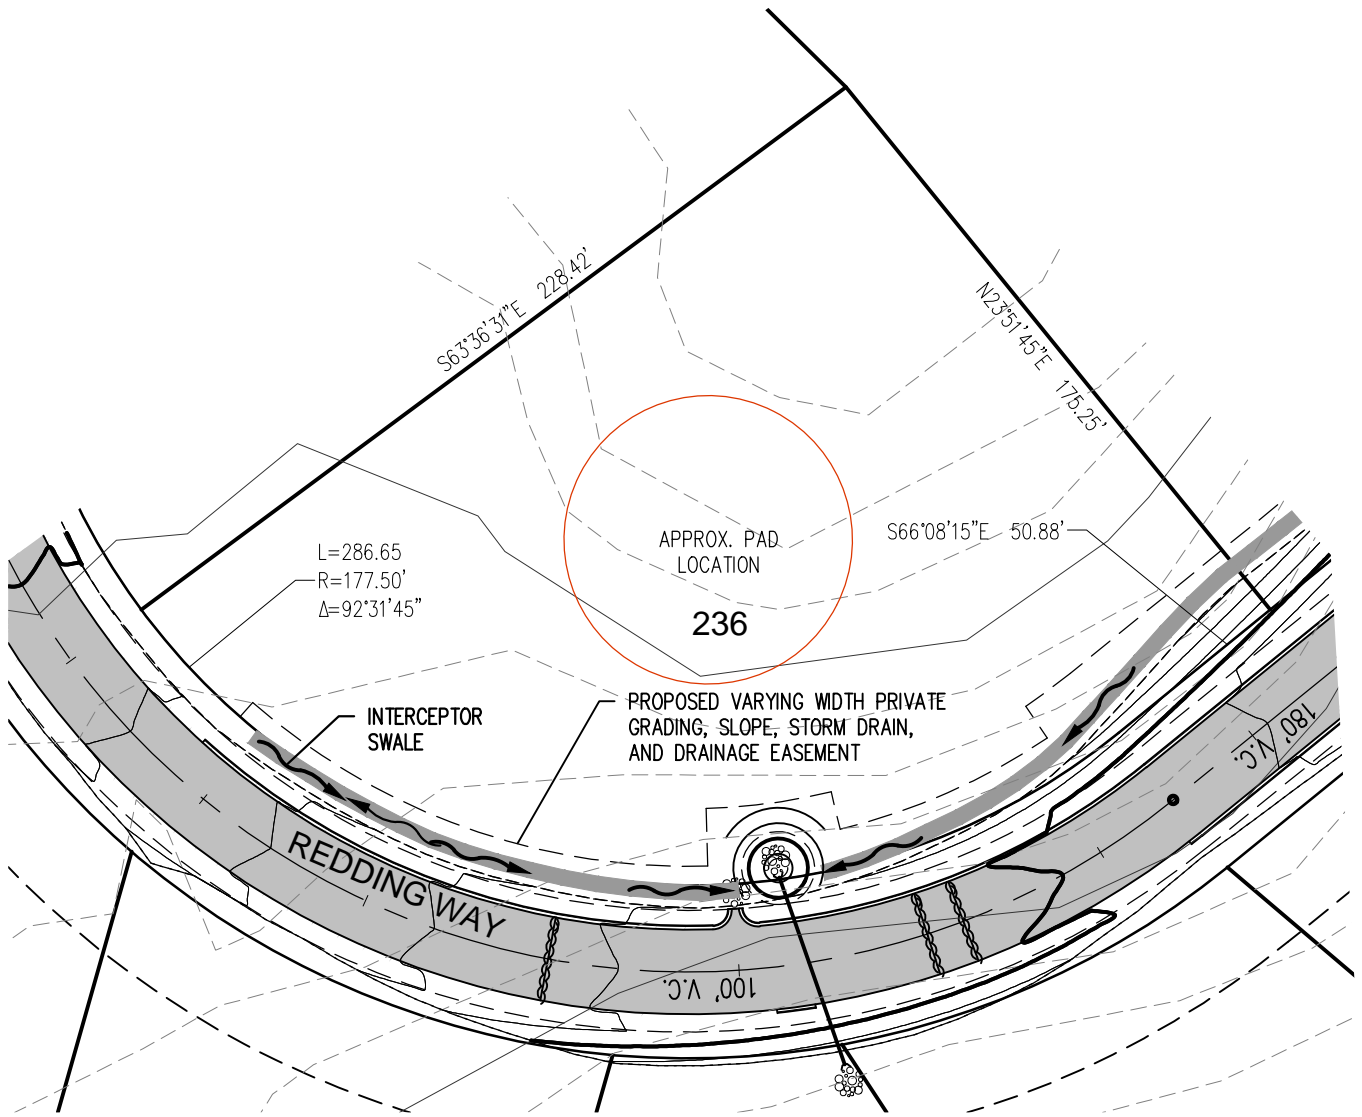 S63°36'31"E 228.42'
N23°51'45"E 175.25'
L=286.65
R=177.50'
Δ=92°31'45"
APPROX. PAD
LOCATION
236
S66°08'15"E 50.88'
INTERCEPTOR
SWALE
PROPOSED VARYING WIDTH PRIVATE
GRADING, SLOPE, STORM DRAIN,
AND DRAINAGE EASEMENT
180' V.C.
REDDING WAY
100' V.C.